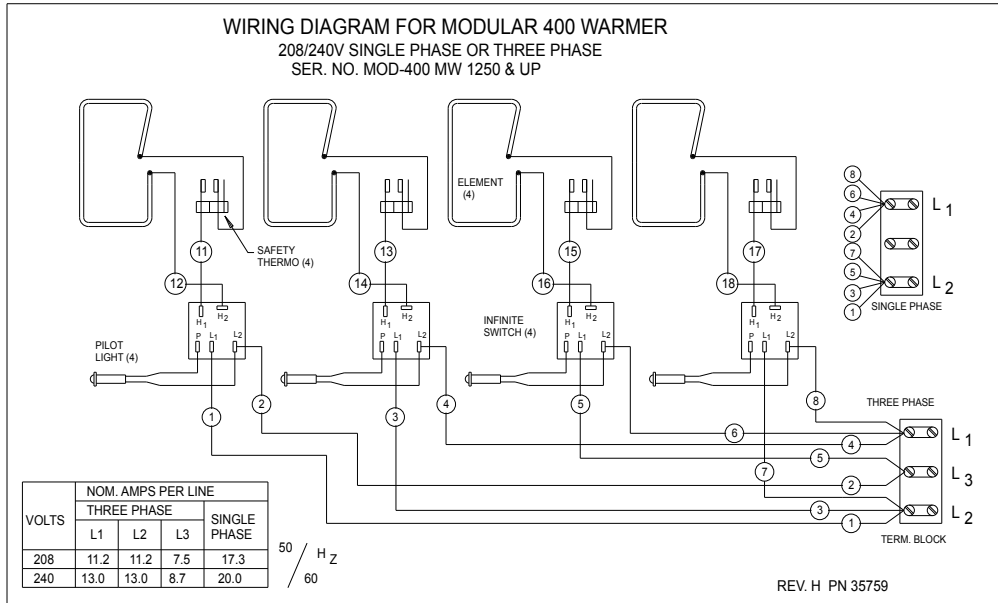 WIRING DIAGRAM FOR MODULAR 400 WARMER
208/240V SINGLE PHASE OR THREE PHASE
SER. NO. MOD-400 MW 1250 & UP
ELEMENT
(4)
SAFETY
THERMO (4)
11
12
13
14
15
16
17
18
8
6
4
2
7
5
3
1
L1
L2
SINGLE PHASE
H1
H2
P
L1
L2
H1
H2
P
L1
L2
H1
H2
P
L1
L2
H1
H2
P
L1
L2
INFINITE
SWITCH (4)
PILOT
LIGHT (4)
1
2
3
4
5
6
7
8
THREE PHASE
4
5
2
3
1
L1
L3
L2
TERM. BLOCK
NOM. AMPS PER LINE
VOLTS THREE PHASE SINGLE PHASE
L1 L2 L3
208 11.2 11.2 7.5 17.3
240 13.0 13.0 8.7 20.0
50/60 HZ
REV. H PN 35759